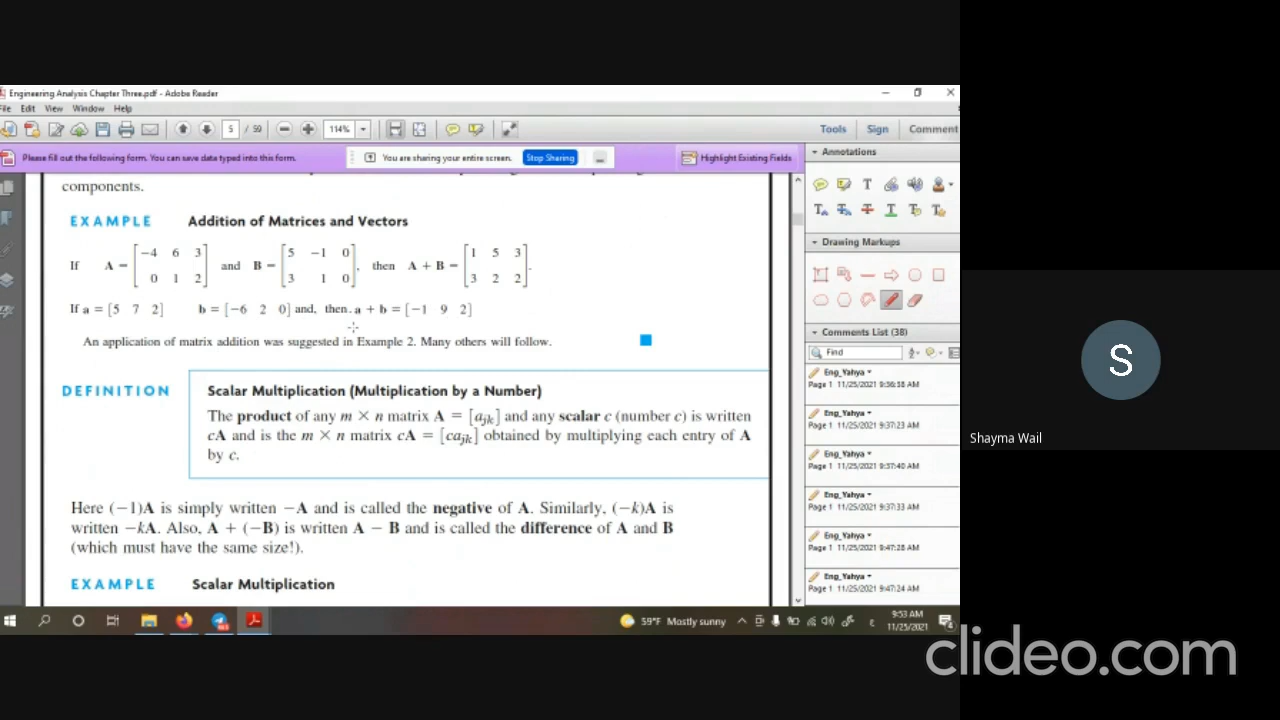 Engineering Analysis Chapter Three.pdf - Adobe Reader
File Edit View Window Help
5 / 59 114% Tools Sign Comment
Please fill out the following form. You can save data typed into this form.
You are sharing your entire screen. Stop Sharing
Highlight Existing Fields
components.
EXAMPLE Addition of Matrices and Vectors
If A = [−4 6 3
0 1 2] and B = [5 −1 0
3 1 0], then A + B = [1 5 3
3 2 2].
If a = [5 7 2] b = [−6 2 0] and, then. a + b = [−1 9 2]
An application of matrix addition was suggested in Example 2. Many others will follow.
DEFINITION Scalar Multiplication (Multiplication by a Number)
The product of any m × n matrix A = [ajk] and any scalar c (number c) is written
cA and is the m × n matrix cA = [cajk] obtained by multiplying each entry of A
by c.
Here (−1)A is simply written −A and is called the negative of A. Similarly, (−k)A is
written −kA. Also, A + (−B) is written A − B and is called the difference of A and B
(which must have the same size!).
EXAMPLE Scalar Multiplication
Annotations
Drawing Markups
Comments List (38)
Find
Eng_Yahya
Page 1 11/25/2021 9:36:38 AM
Eng_Yahya
Page 1 11/25/2021 9:37:23 AM
Eng_Yahya
Page 1 11/25/2021 9:37:40 AM
Eng_Yahya
Page 1 11/25/2021 9:37:33 AM
Eng_Yahya
Page 1 11/25/2021 9:47:28 AM
Eng_Yahya
Page 1 11/25/2021 9:47:24 AM
59°F Mostly sunny
9:53 AM
11/25/2021
S
Shayma Wail
clideo.com